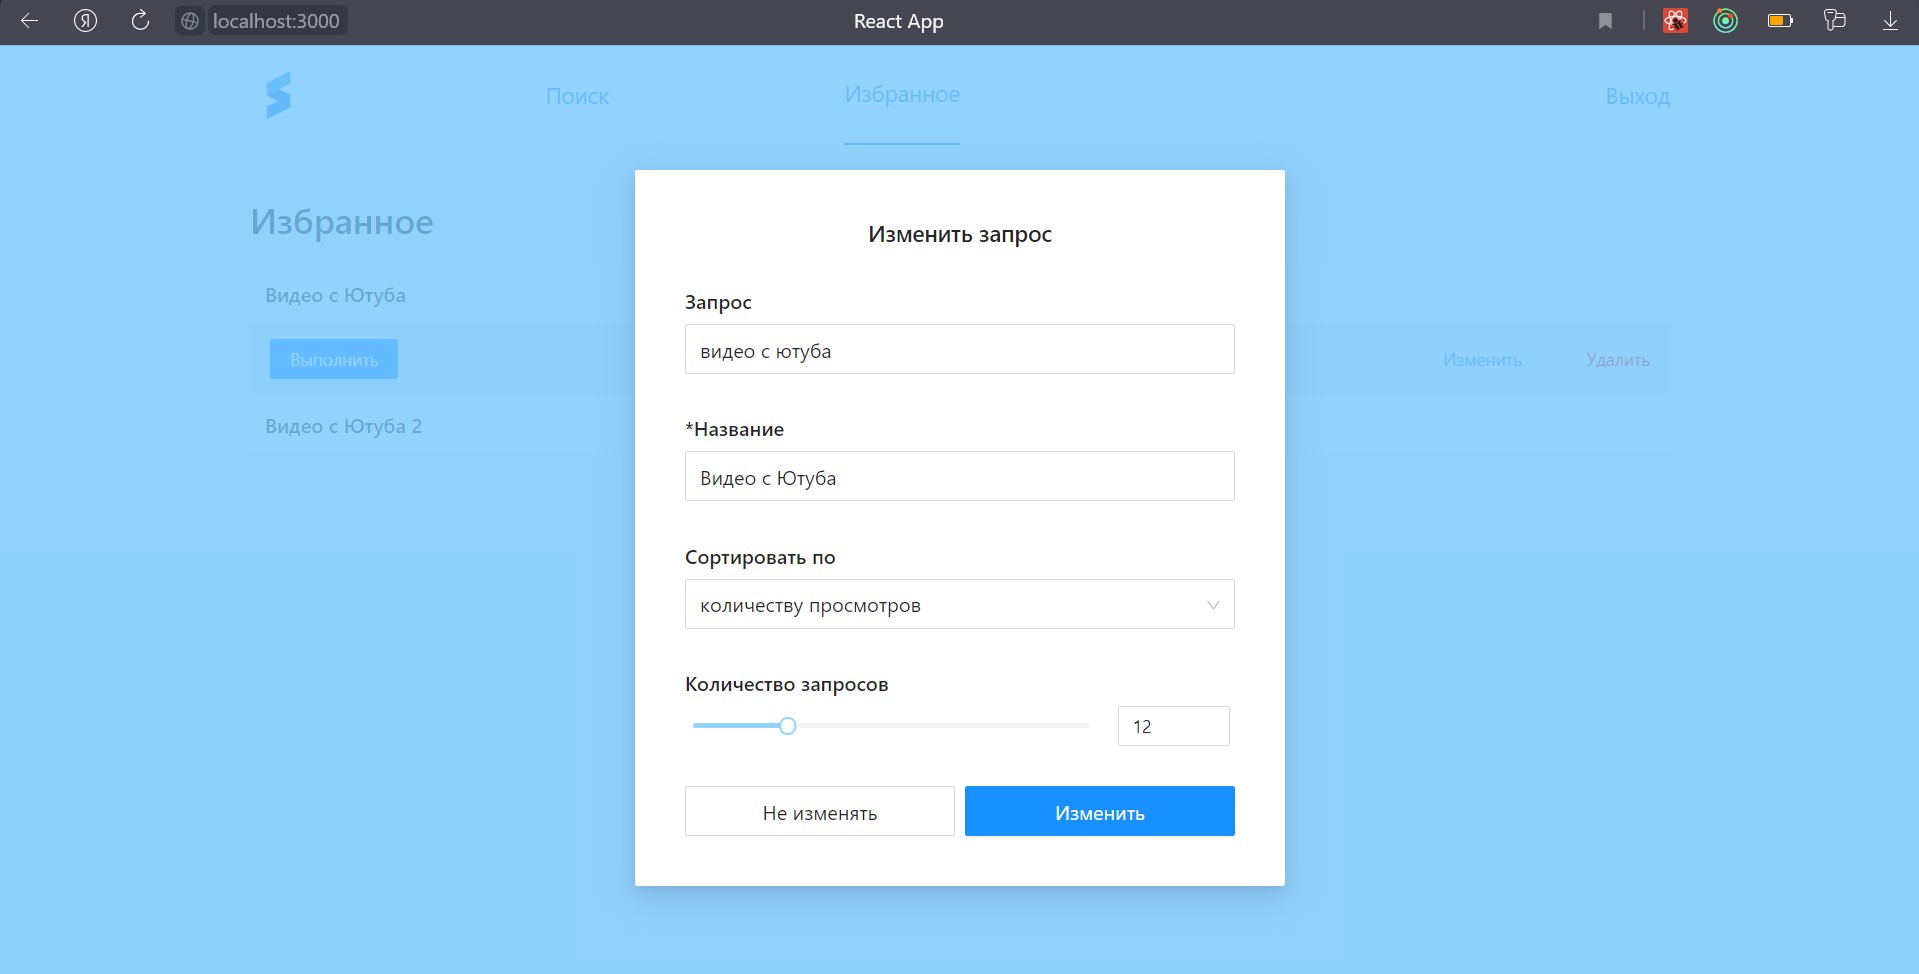 localhost:3000
React App
Поиск
Избранное
Выход
Избранное
Видео с Ютуба
Выполнить
Изменить
Удалить
Видео с Ютуба 2
Изменить запрос
Запрос
видео с ютуба
*Название
Видео с Ютуба
Сортировать по
количеству просмотров
Количество запросов
12
Не изменять
Изменить